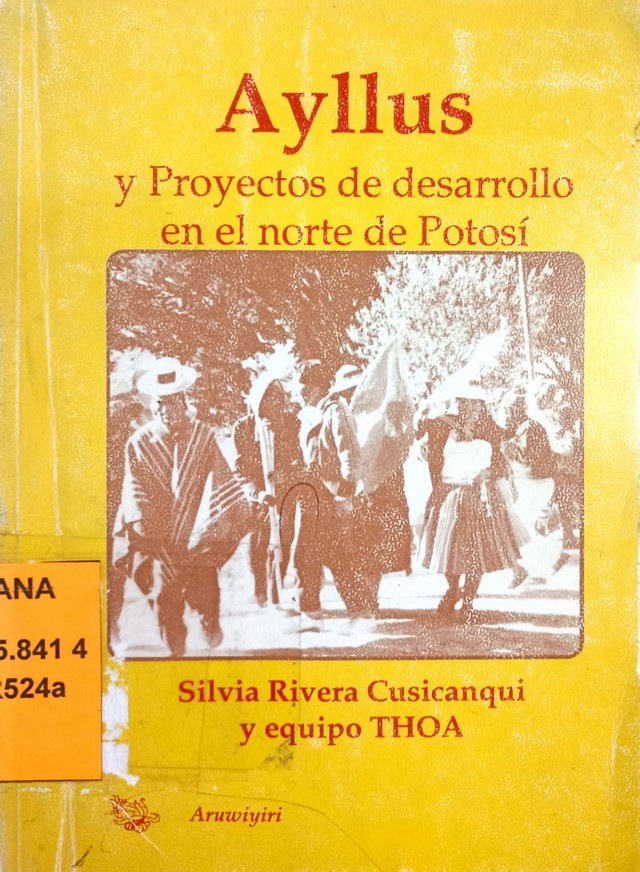 Ayllus
y Proyectos de desarrollo
en el norte de Potosí
ANA
5.841 4
524a
Silvia Rivera Cusicanqui
y equipo THOA
Aruwiyiri